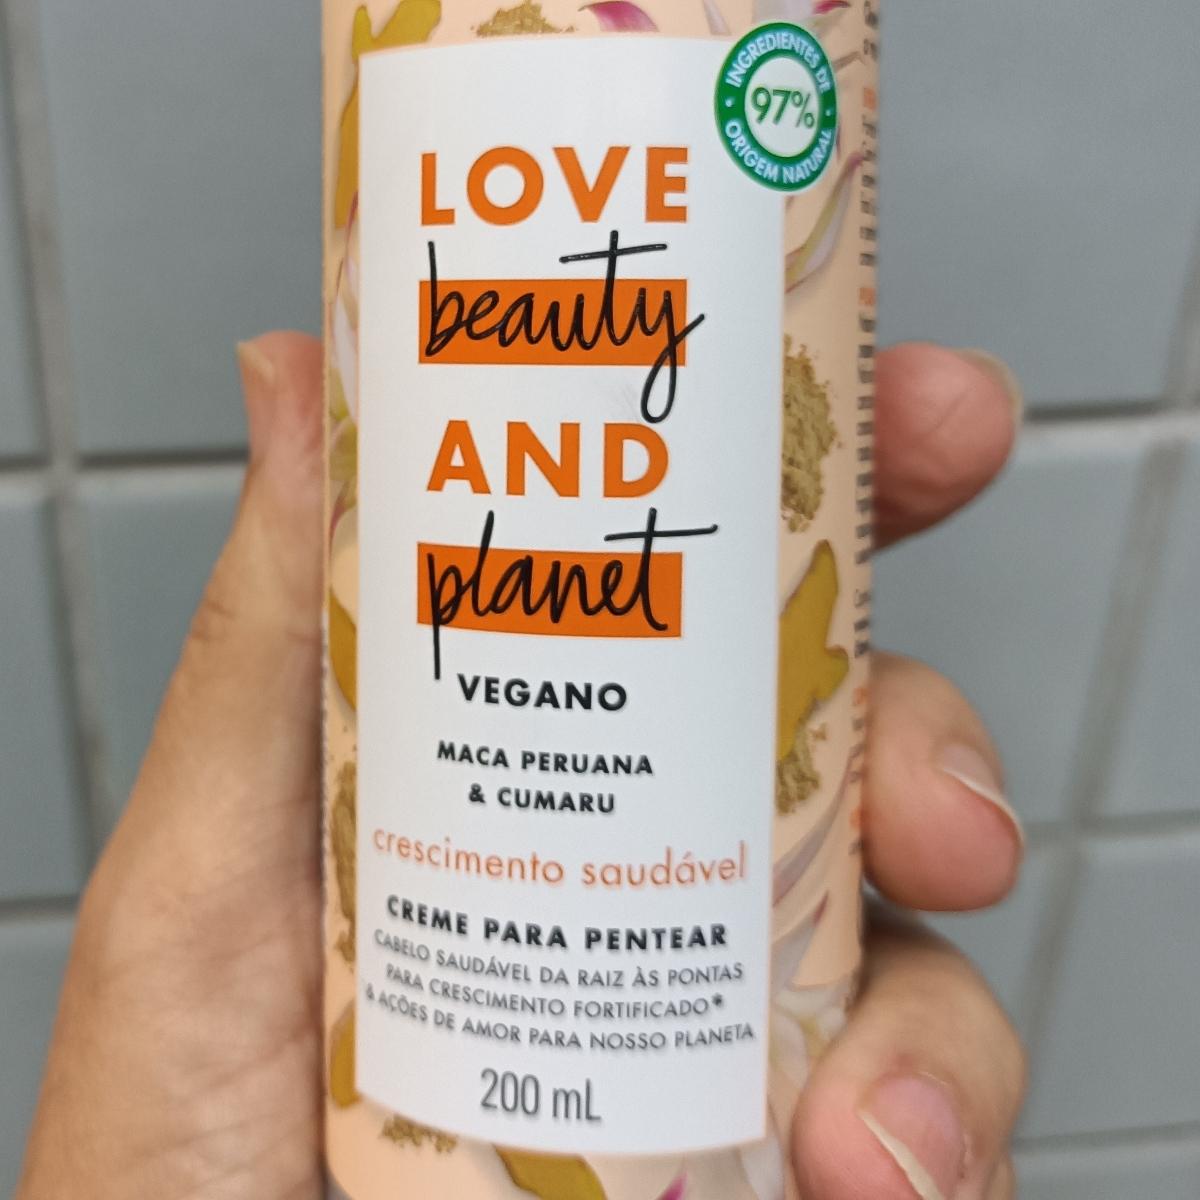 INGREDIENTES DE
97%
ORIGEM NATURAL
LOVE
beauty
AND
planet
VEGANO
MACA PERUANA
& CUMARU
crescimento saudável
CREME PARA PENTEAR
CABELO SAUDÁVEL DA RAIZ ÀS PONTAS
PARA CRESCIMENTO FORTIFICADO*
& AÇÕES DE AMOR PARA NOSSO PLANETA
200 mL